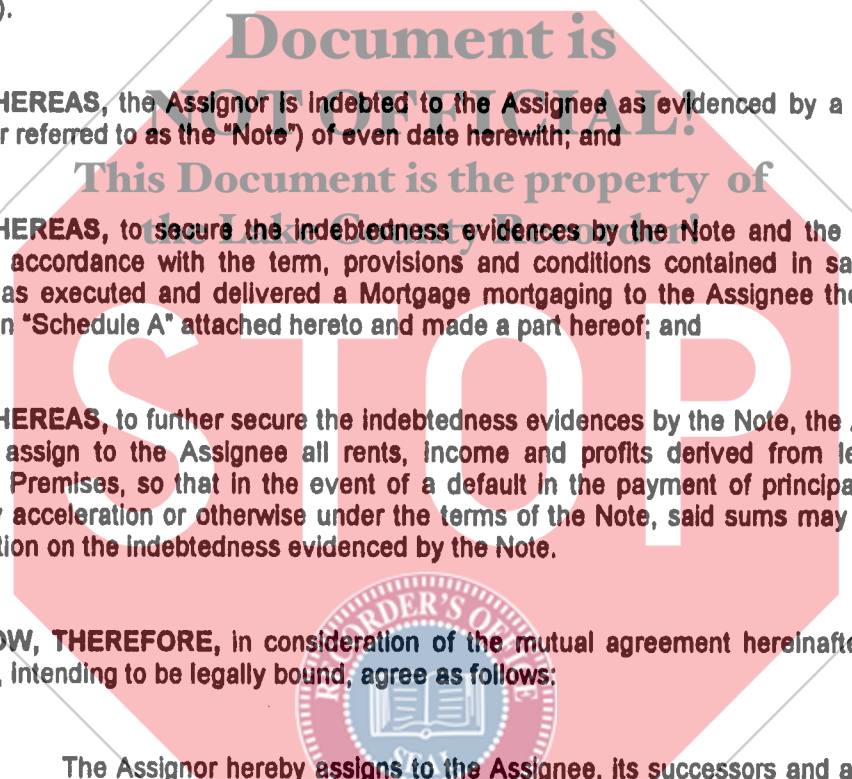 ).
Document is
NOT OFFICIAL!
HEREAS, the Assignor is indebted to the Assignee as evidenced by a
r referred to as the "Note") of even date herewith; and
This Document is the property of
the Lake County Recorder!
HEREAS, to secure the indebtedness evidences by the Note and the
accordance with the term, provisions and conditions contained in sa
as executed and delivered a Mortgage mortgaging to the Assignee the
n "Schedule A" attached hereto and made a part hereof; and
STOP
HEREAS, to further secure the indebtedness evidences by the Note, the
assign to the Assignee all rents, income and profits derived from le
Premises, so that in the event of a default in the payment of principa
y acceleration or otherwise under the terms of the Note, said sums may
tion on the indebtedness evidenced by the Note.
OW, THEREFORE, in consideration of the mutual agreement hereinafte
, intending to be legally bound, agree as follows:
RECORDER'S OFFICE
SEAL
The Assignor hereby assigns to the Assignee, its successors and a